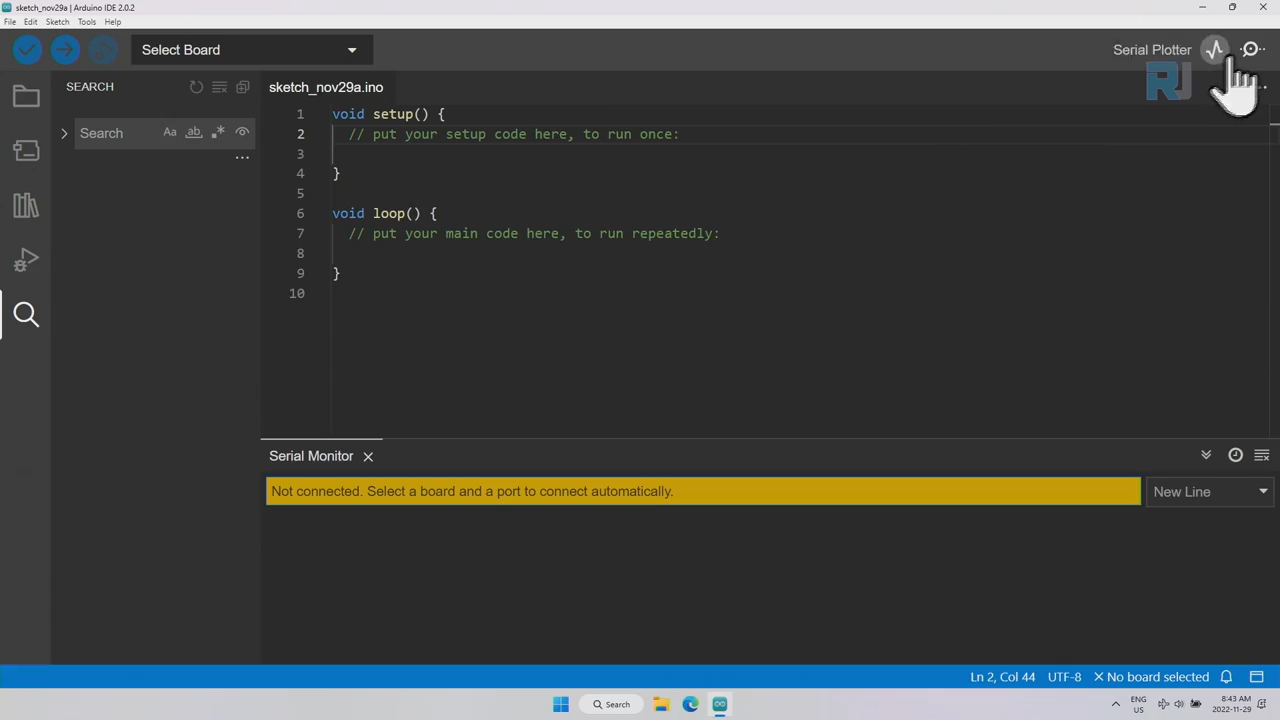 sketch_nov29a | Arduino IDE 2.0.2
File Edit Sketch Tools Help
Select Board
Serial Plotter
RJ
SEARCH
sketch_nov29a.ino
Search
Aa
ab
1 void setup() {
2 // put your setup code here, to run once:
3
4 }
5
6 void loop() {
7 // put your main code here, to run repeatedly:
8
9 }
10
Serial Monitor
Not connected. Select a board and a port to connect automatically.
New Line
Ln 2, Col 44 UTF-8 No board selected
Search
ENG
US
8:43 AM
2022-11-29